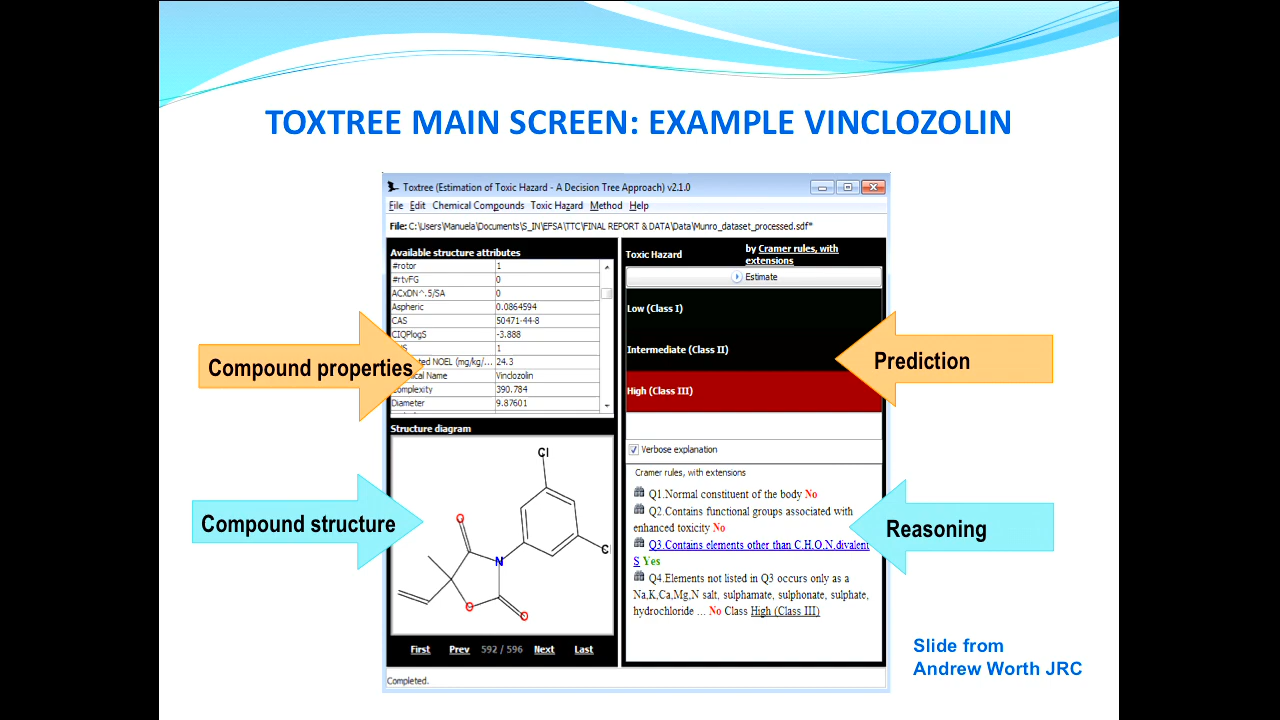 TOXTREE MAIN SCREEN: EXAMPLE VINCLOZOLIN
Toxtree (Estimation of Toxic Hazard - A Decision Tree Approach) v2.1.0
File Edit Chemical Compounds Toxic Hazard Method Help
File: C:\Users\Manuela\Documents\S_IN\EFSA\TTC\FINAL REPORT & DATA\Data\Munro_dataset_processed.sdf*
Available structure attributes
#rotor 1
#rtvFG 0
ACxDN^.5/SA 0
Aspheric 0.0864594
CAS 50471-44-8
CIQPlogS -3.888
1
NOEL (mg/kg/... 24.3
Name Vinclozolin
Complexity 390.784
Diameter 9.87601
Compound properties
Structure diagram
Cl
O
Cl
N
O
O
Compound structure
First Prev 592 / 596 Next Last
Completed.
Toxic Hazard
by Cramer rules, with
extensions
Estimate
Low (Class I)
Intermediate (Class II)
High (Class III)
Prediction
Verbose explanation
Cramer rules, with extensions
Q1.Normal constituent of the body No
Q2.Contains functional groups associated with
enhanced toxicity No
Q3.Contains elements other than C,H,O,N,divalent
S Yes
Q4.Elements not listed in Q3 occurs only as a
Na,K,Ca,Mg,N salt, sulphamate, sulphonate, sulphate,
hydrochloride ... No Class High (Class III)
Reasoning
Slide from
Andrew Worth JRC